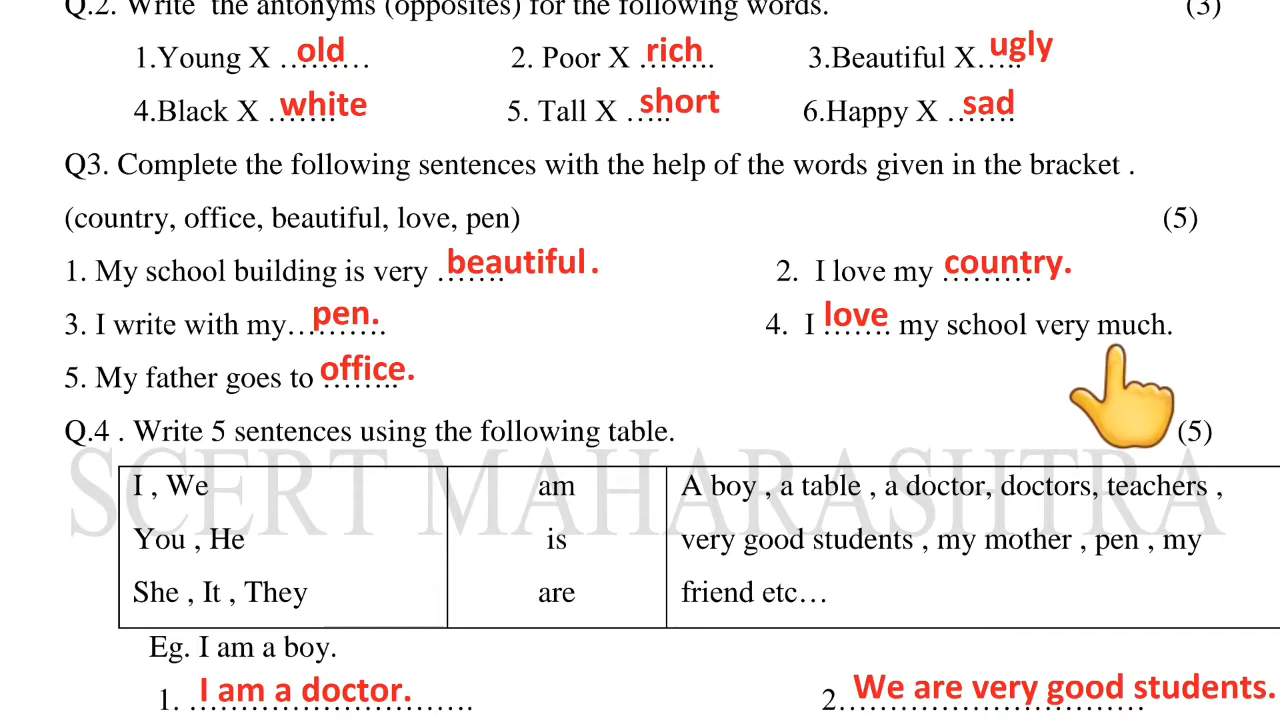 Q.2. Write the antonyms (opposites) for the following words. (3)
1.Young X ……… old 2. Poor X …….. rich 3.Beautiful X….. ugly
4.Black X ……. white 5. Tall X ….. short 6.Happy X ……. sad
Q3. Complete the following sentences with the help of the words given in the bracket .
(country, office, beautiful, love, pen) (5)
1. My school building is very ……. beautiful. 2. I love my ……… country.
3. I write with my………. pen. 4. I ……. love my school very much.
5. My father goes to …….. office.
Q.4 . Write 5 sentences using the following table. (5)
SCERT MAHARASHTRA
I , We am A boy , a table , a doctor, doctors, teachers ,
You , He is very good students , my mother , pen , my
She , It , They are friend etc…
Eg. I am a boy.
1. ………………………. I am a doctor. 2………………………… We are very good students.